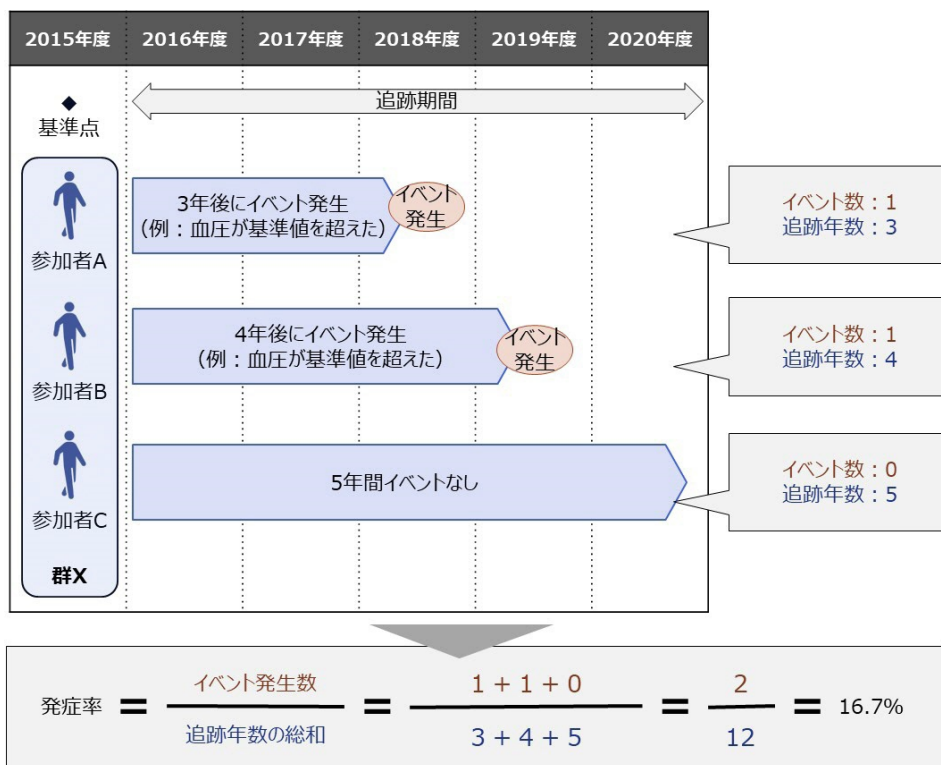 2015年度 2016年度 2017年度 2018年度 2019年度 2020年度
◆
基準点
追跡期間
3年後にイベント発生
(例：血圧が基準値を超えた)
イベント
発生
参加者A
イベント数：1
追跡年数：3
4年後にイベント発生
(例：血圧が基準値を超えた)
イベント
発生
参加者B
イベント数：1
追跡年数：4
5年間イベントなし
参加者C
イベント数：0
追跡年数：5
群X
発症率 = イベント発生数 = 1 + 1 + 0 = 2 = 16.7%
追跡年数の総和 3 + 4 + 5 12